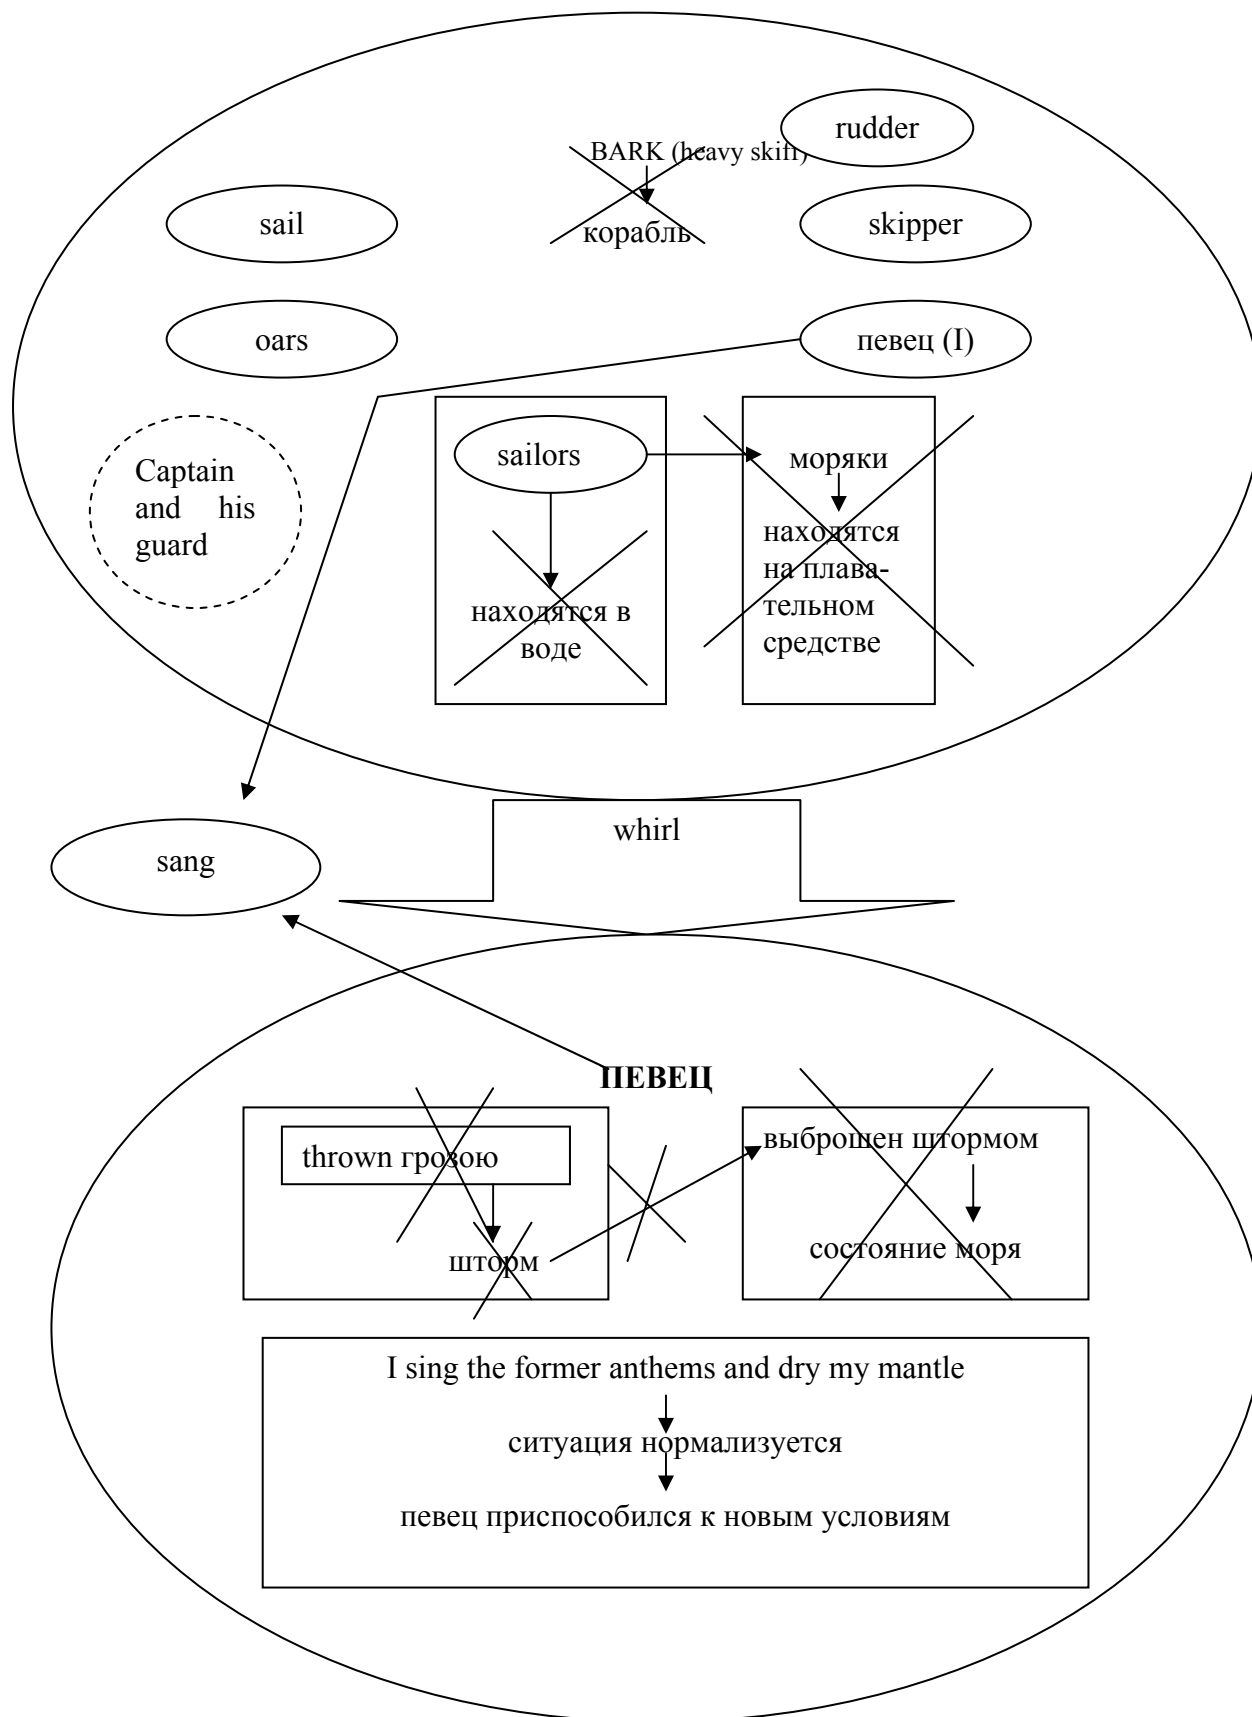 rudder
BARK (heavy skiff)
sail
корабль
skipper
oars
певец (I)
Captain
and his
guard
sailors
находятся в
воде
моряки
находятся
на плава-
тельном
средстве
whirl
sang
ПЕВЕЦ
thrown грозою
шторм
выброшен штормом
состояние моря
I sing the former anthems and dry my mantle
ситуация нормализуется
певец приспособился к новым условиям